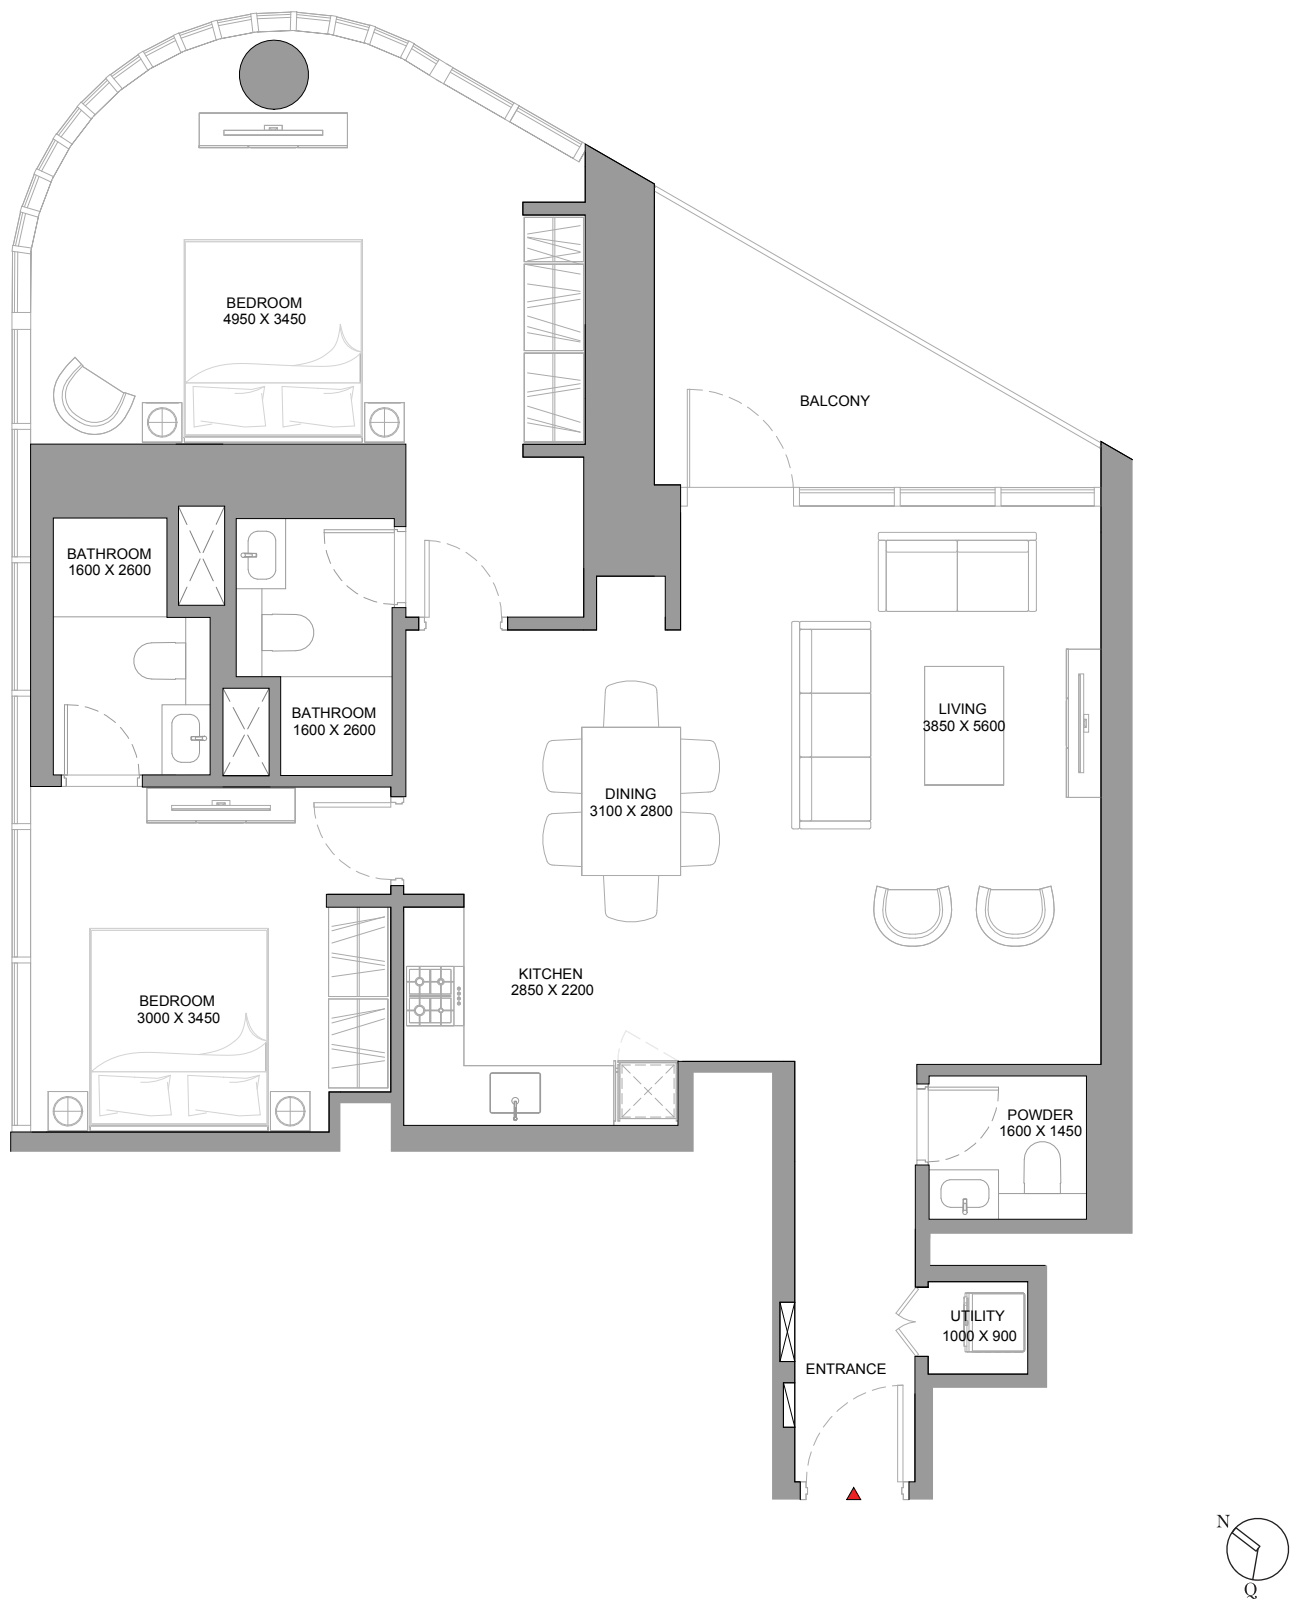 BEDROOM
4950 X 3450
BALCONY
BATHROOM
1600 X 2600
BATHROOM
1600 X 2600
LIVING
3850 X 5600
DINING
3100 X 2800
KITCHEN
2850 X 2200
BEDROOM
3000 X 3450
POWDER
1600 X 1450
UTILITY
1000 X 900
ENTRANCE
N
Q